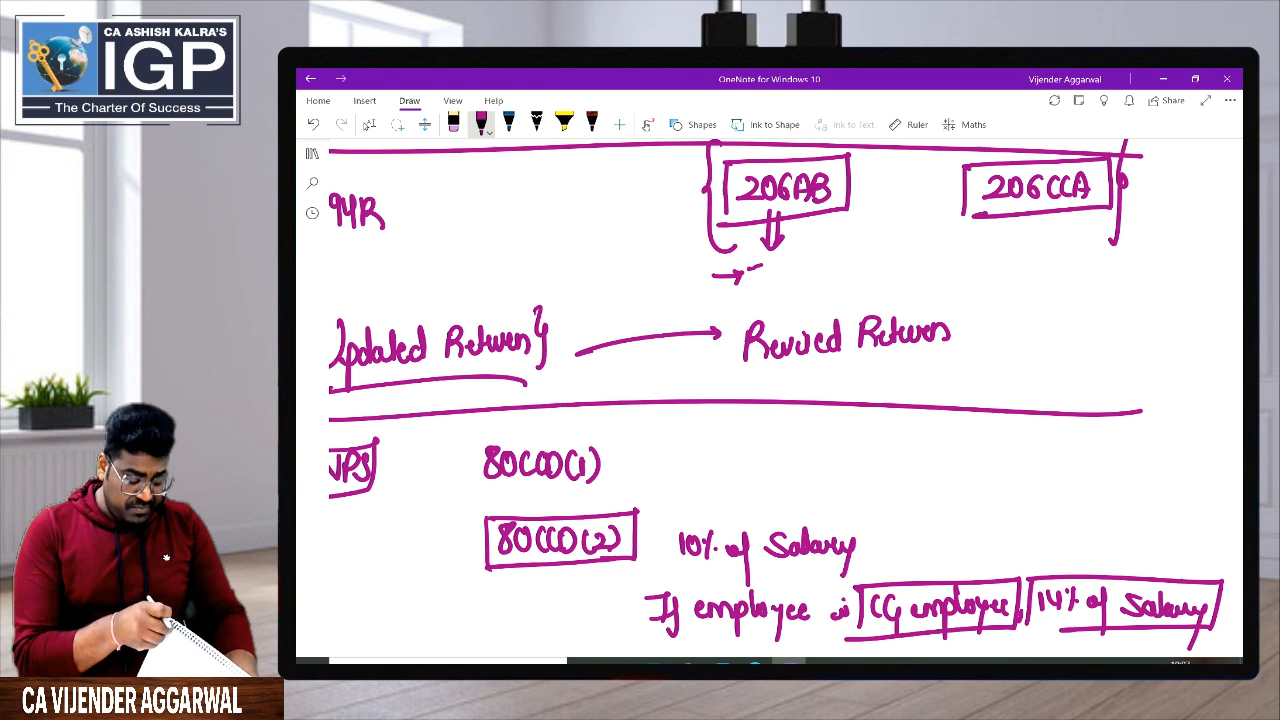 CA ASHISH KALRA'S
IGP
The Charter Of Success
OneNote for Windows 10
Vijender Aggarwal
Home Insert Draw View Help
Share
Shapes Ink to Shape Ink to Text Ruler Maths
94R
206AB
206CCA
Updated Return
Revised Return
NPS
80CCD(1)
80CCD(2)
10% of Salary
If employee is CG employee, 14% of Salary
CA VIJENDER AGGARWAL